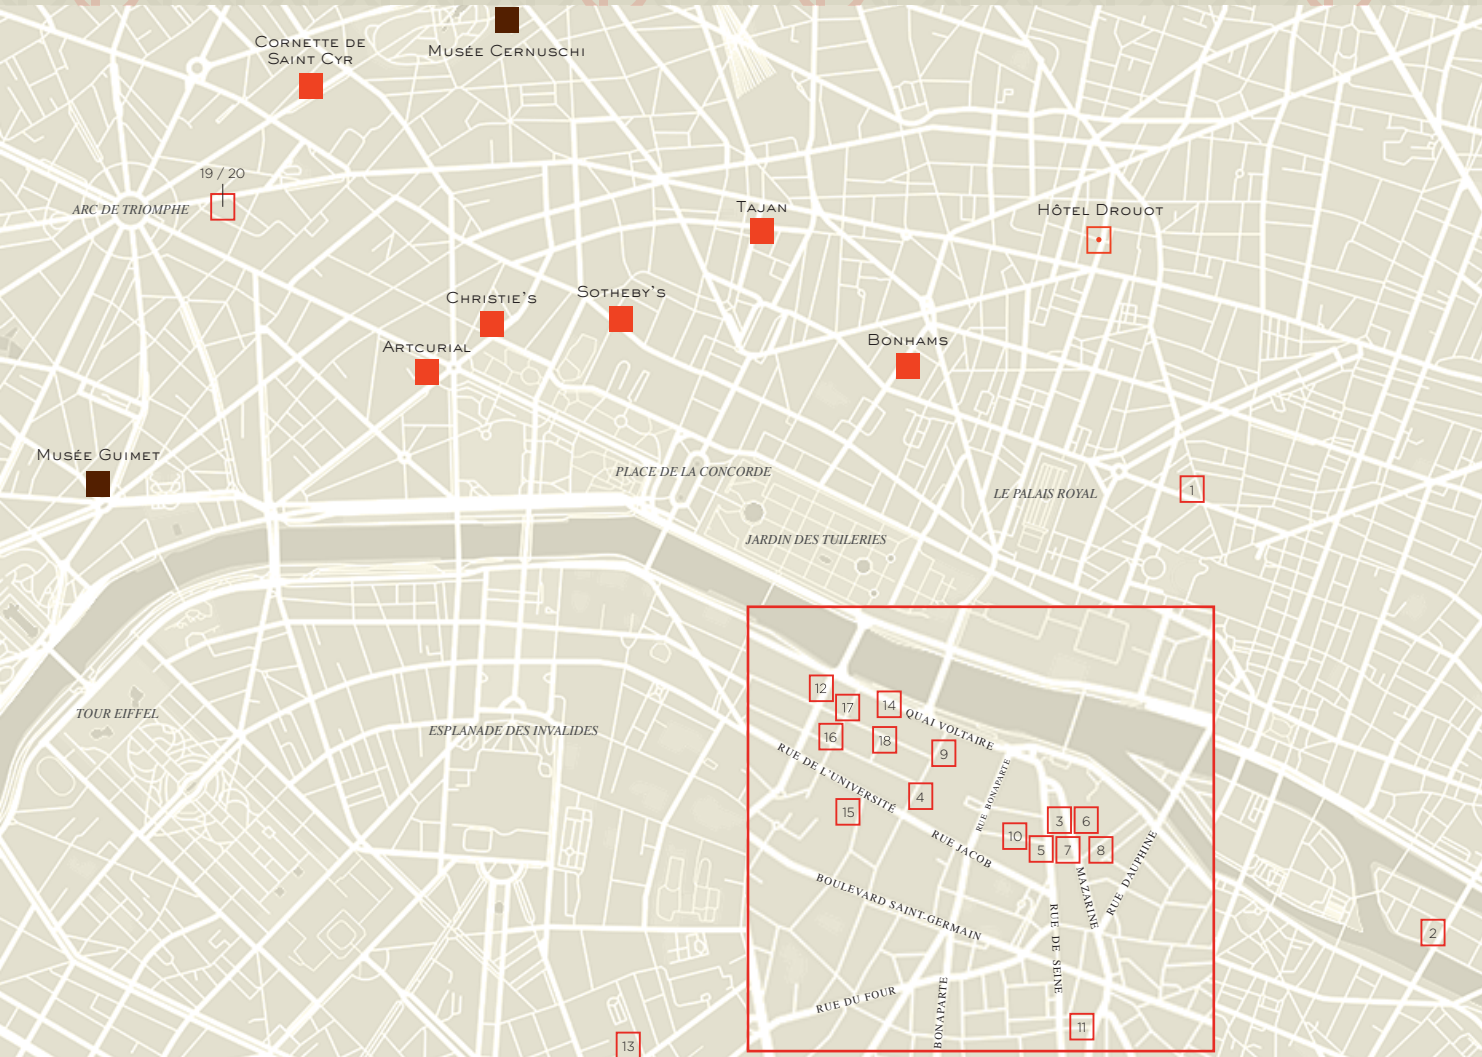 CORNETTE DE
SAINT CYR
MUSÉE CERNUSCHI
19 / 20
ARC DE TRIOMPHE
TAJAN
HÔTEL DROUOT
CHRISTIE'S
SOTHEBY'S
ARTCURIAL
BONHAMS
MUSÉE GUIMET
PLACE DE LA CONCORDE
LE PALAIS ROYAL
1
JARDIN DES TUILERIES
TOUR EIFFEL
ESPLANADE DES INVALIDES
12
17
14
QUAI VOLTAIRE
16
18
9
RUE DE L'UNIVERSITÉ
RUE BONAPARTE
4
15
3
6
10
5
7
8
RUE JACOB
MAZARINE
RUE DAUPHINE
BOULEVARD SAINT-GERMAIN
RUE DE SEINE
2
RUE DU FOUR
BONAPARTE
11
13